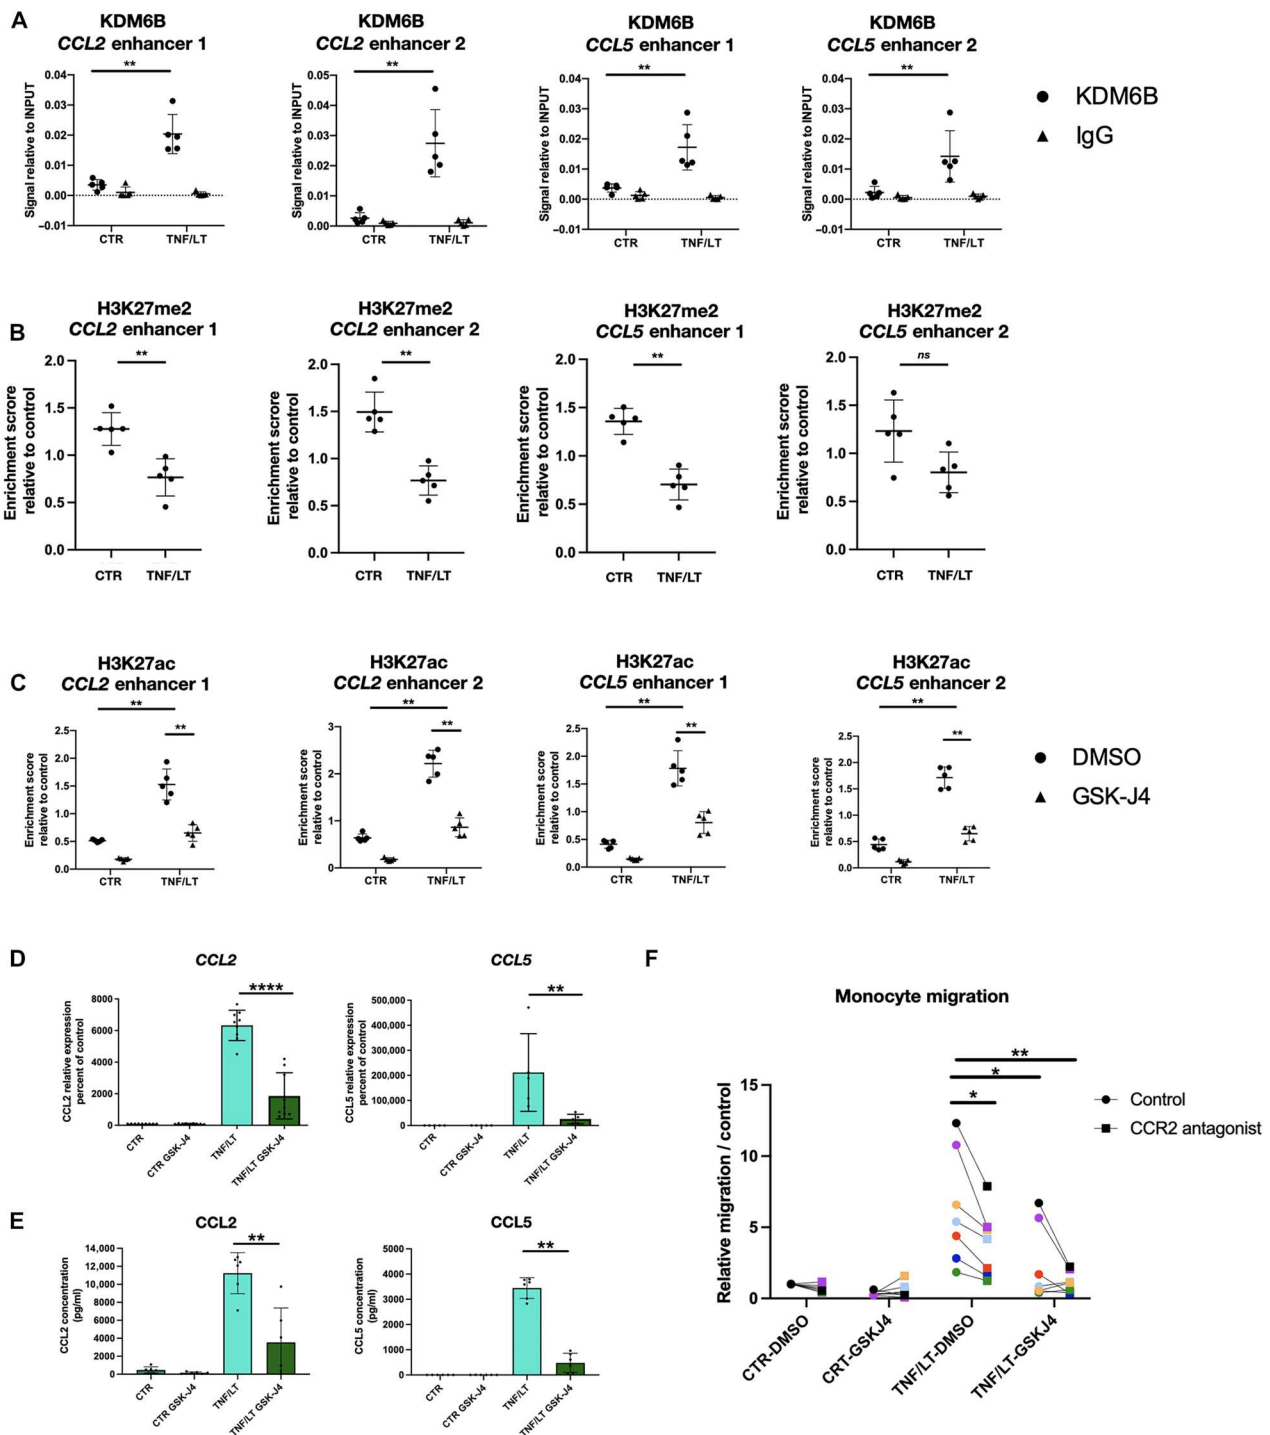 A
KDM6B
CCL2 enhancer 1
**
Signal relative to INPUT
0.04
0.03
0.02
0.01
0.00
−0.01
CTR
TNF/LT
KDM6B
CCL2 enhancer 2
**
Signal relative to INPUT
0.05
0.04
0.03
0.02
0.01
0.00
CTR
TNF/LT
KDM6B
CCL5 enhancer 1
**
Signal relative to INPUT
0.04
0.03
0.02
0.01
0.00
−0.01
CTR
TNF/LT
KDM6B
CCL5 enhancer 2
**
Signal relative to INPUT
0.04
0.03
0.02
0.01
0.00
−0.01
CTR
TNF/LT
KDM6B
IgG
B
H3K27me2
CCL2 enhancer 1
**
Enrichment score
relative to control
2.0
1.5
1.0
0.5
0.0
CTR
TNF/LT
H3K27me2
CCL2 enhancer 2
**
Enrichment score
relative to control
2.0
1.5
1.0
0.5
0.0
CTR
TNF/LT
H3K27me2
CCL5 enhancer 1
**
Enrichment score
relative to control
2.0
1.5
1.0
0.5
0.0
CTR
TNF/LT
H3K27me2
CCL5 enhancer 2
ns
Enrichment score
relative to control
2.0
1.5
1.0
0.5
0.0
CTR
TNF/LT
C
H3K27ac
CCL2 enhancer 1
**
**
Enrichment score
relative to control
2.5
2.0
1.5
1.0
0.5
0.0
CTR
TNF/LT
H3K27ac
CCL2 enhancer 2
**
**
Enrichment score
relative to control
3
2
1
0
CTR
TNF/LT
H3K27ac
CCL5 enhancer 1
**
**
Enrichment score
relative to control
2.5
2.0
1.5
1.0
0.5
0.0
CTR
TNF/LT
H3K27ac
CCL5 enhancer 2
**
**
Enrichment score
relative to control
2.5
2.0
1.5
1.0
0.5
0.0
CTR
TNF/LT
DMSO
GSK-J4
D
CCL2
****
CCL2 relative expression
percent of control
8000
6000
4000
2000
0
CTR
CTR GSK-J4
TNF/LT
TNF/LT GSK-J4
CCL5
**
CCL5 relative expression
percent of control
500,000
400,000
300,000
200,000
100,000
0
CTR
CTR GSK-J4
TNF/LT
TNF/LT GSK-J4
E
CCL2
**
CCL2 concentration
(pg/ml)
14,000
12,000
10,000
8000
6000
4000
2000
0
CTR
CTR GSK-J4
TNF/LT
TNF/LT GSK-J4
CCL5
**
CCL5 concentration
(pg/ml)
5000
4000
3000
2000
1000
0
CTR
CTR GSK-J4
TNF/LT
TNF/LT GSK-J4
F
Monocyte migration
**
*
*
Relative migration / control
15
10
5
0
CTR-DMSO
CRT-GSKJ4
TNF/LT-DMSO
TNF/LT-GSKJ4
Control
CCR2 antagonist